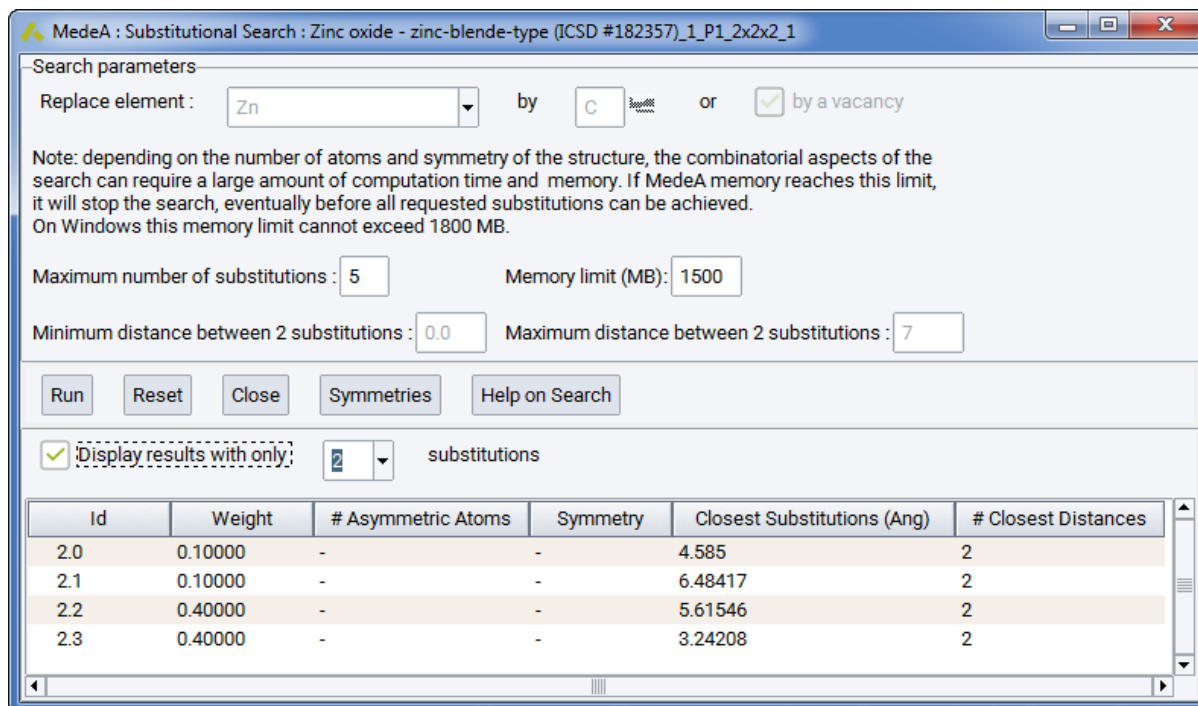 MedeA : Substitutional Search : Zinc oxide - zinc-blende-type (ICSD #182357)_1_P1_2x2x2_1
Search parameters
Replace element : Zn by C or by a vacancy
Note: depending on the number of atoms and symmetry of the structure, the combinatorial aspects of the
search can require a large amount of computation time and memory. If MedeA memory reaches this limit,
it will stop the search, eventually before all requested substitutions can be achieved.
On Windows this memory limit cannot exceed 1800 MB.
Maximum number of substitutions : 5 Memory limit (MB): 1500
Minimum distance between 2 substitutions : 0.0 Maximum distance between 2 substitutions : 7
Run Reset Close Symmetries Help on Search
Display results with only: 2 substitutions
Id Weight # Asymmetric Atoms Symmetry Closest Substitutions (Ang) # Closest Distances
2.0 0.10000 - - 4.585 2
2.1 0.10000 - - 6.48417 2
2.2 0.40000 - - 5.61546 2
2.3 0.40000 - - 3.24208 2